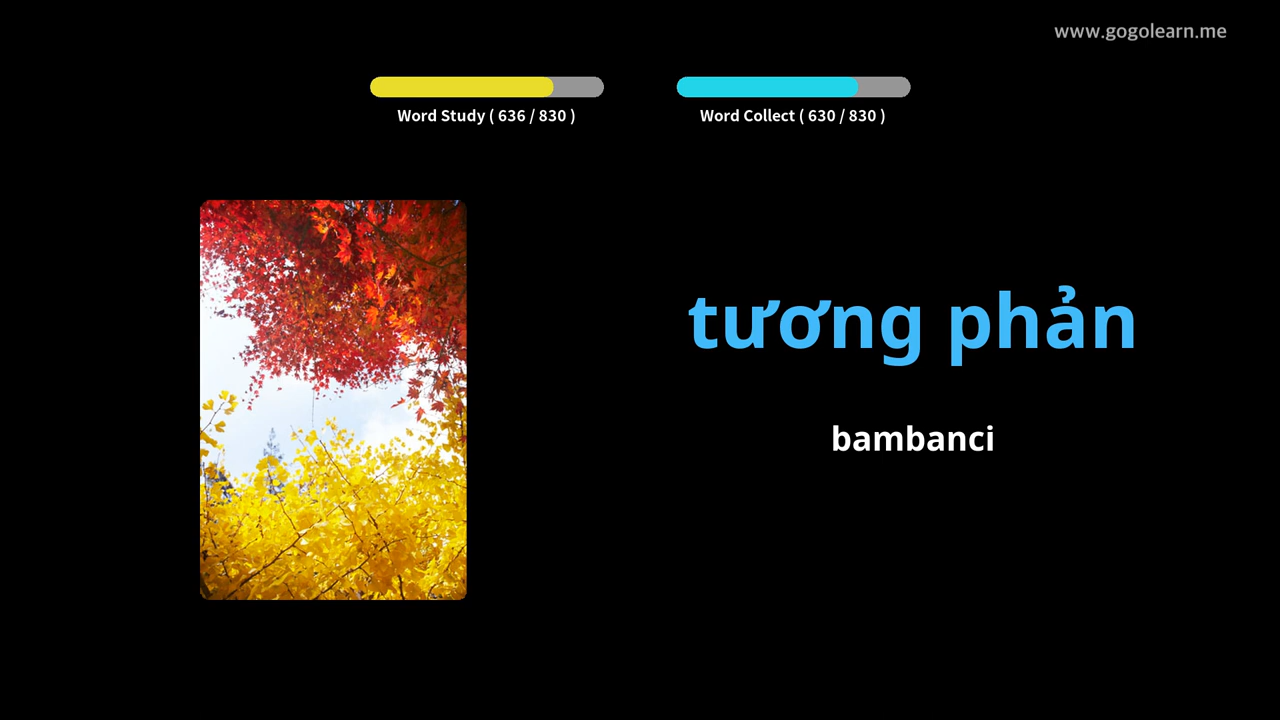 www.gogolearn.me
Word Study ( 636 / 830 )
Word Collect ( 630 / 830 )
tương phản
bambanci